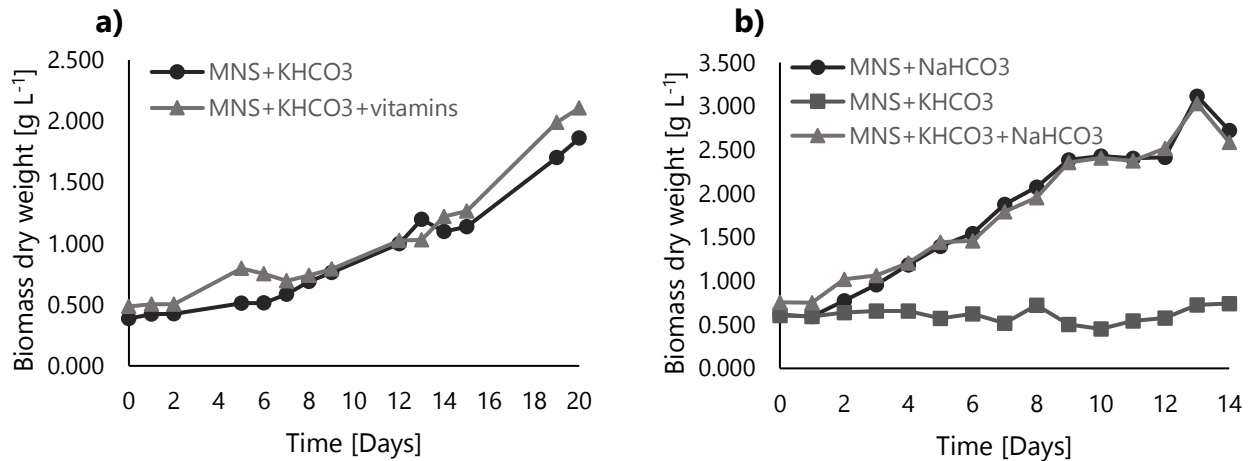 a)
Biomass dry weight [g L-1]
2.500
2.000
1.500
1.000
0.500
0.000
MNS+KHCO3
MNS+KHCO3+vitamins
0 2 4 6 8 10 12 14 16 18 20
Time [Days]
b)
Biomass dry weight [g L-1]
3.500
3.000
2.500
2.000
1.500
1.000
0.500
0.000
MNS+NaHCO3
MNS+KHCO3
MNS+KHCO3+NaHCO3
0 2 4 6 8 10 12 14
Time [Days]